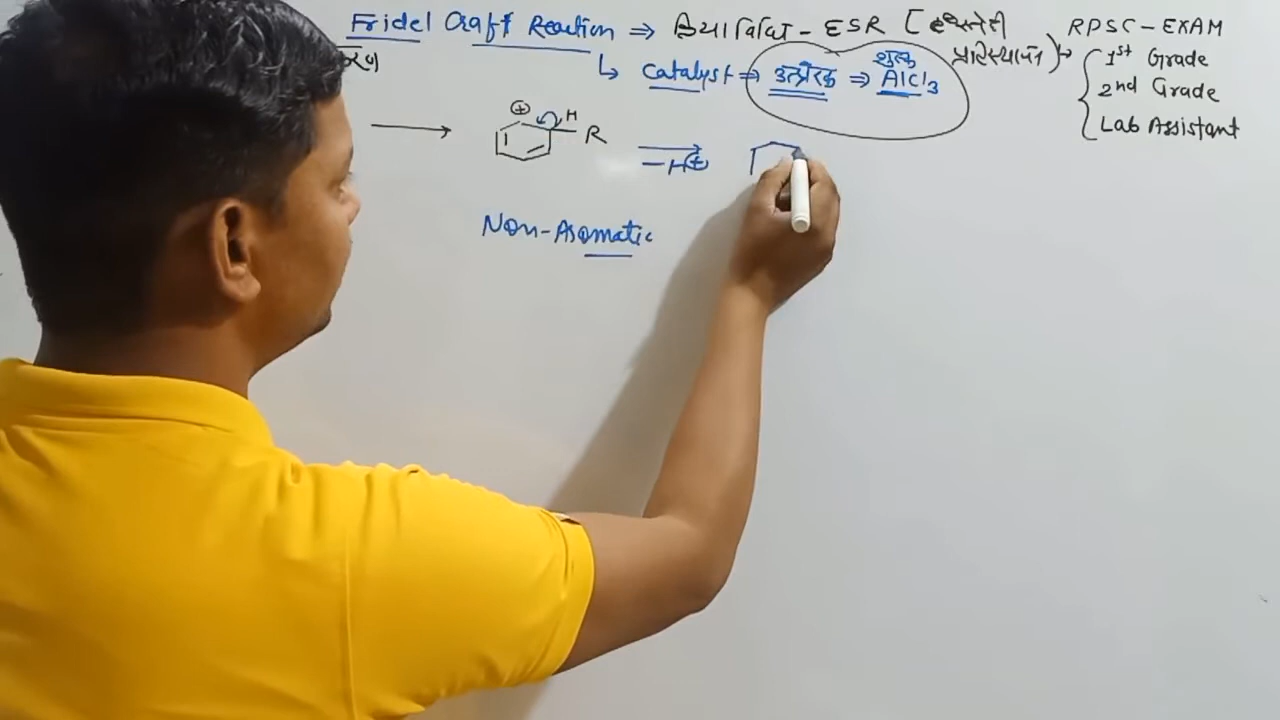 Fridel Craft Reaction ⇒ क्रियाविधि - ESR [ इलेक्ट्रॉनस्नेही प्रतिस्थापन )
↳ Catalyst ⇒ उत्प्रेरक ⇒ शुष्क AlCl3
RPSC-EXAM
1st Grade
2nd Grade
Lab Assistant
⊕ H
R
-H⊕
Non-Aromatic